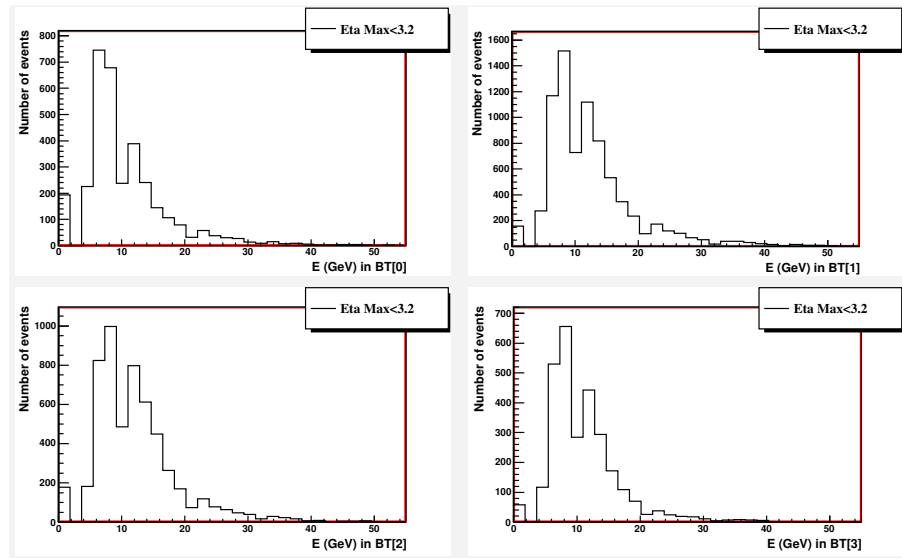 Number of events
800
700
600
500
400
300
200
100
0
0 10 20 30 40 50
E (GeV) in BT[0]
Eta Max<3.2
Number of events
1600
1400
1200
1000
800
600
400
200
0
0 10 20 30 40 50
E (GeV) in BT[1]
Eta Max<3.2
Number of events
1000
800
600
400
200
0
0 10 20 30 40 50
E (GeV) in BT[2]
Eta Max<3.2
Number of events
700
600
500
400
300
200
100
0
0 10 20 30 40 50
E (GeV) in BT[3]
Eta Max<3.2